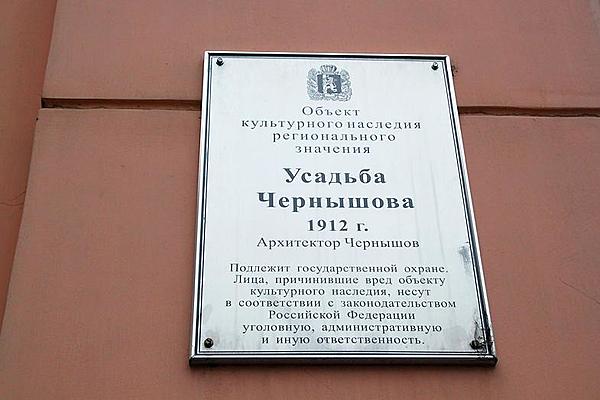 Объект
культурного наследия
регионального
значения
Усадьба
Чернышова
1912 г.
Архитектор Чернышов
Подлежит государственной охране.
Лица, причинившие вред объекту
культурного наследия, несут
в соответствии с законодательством
Российской Федерации
уголовную, административную
и иную ответственность.